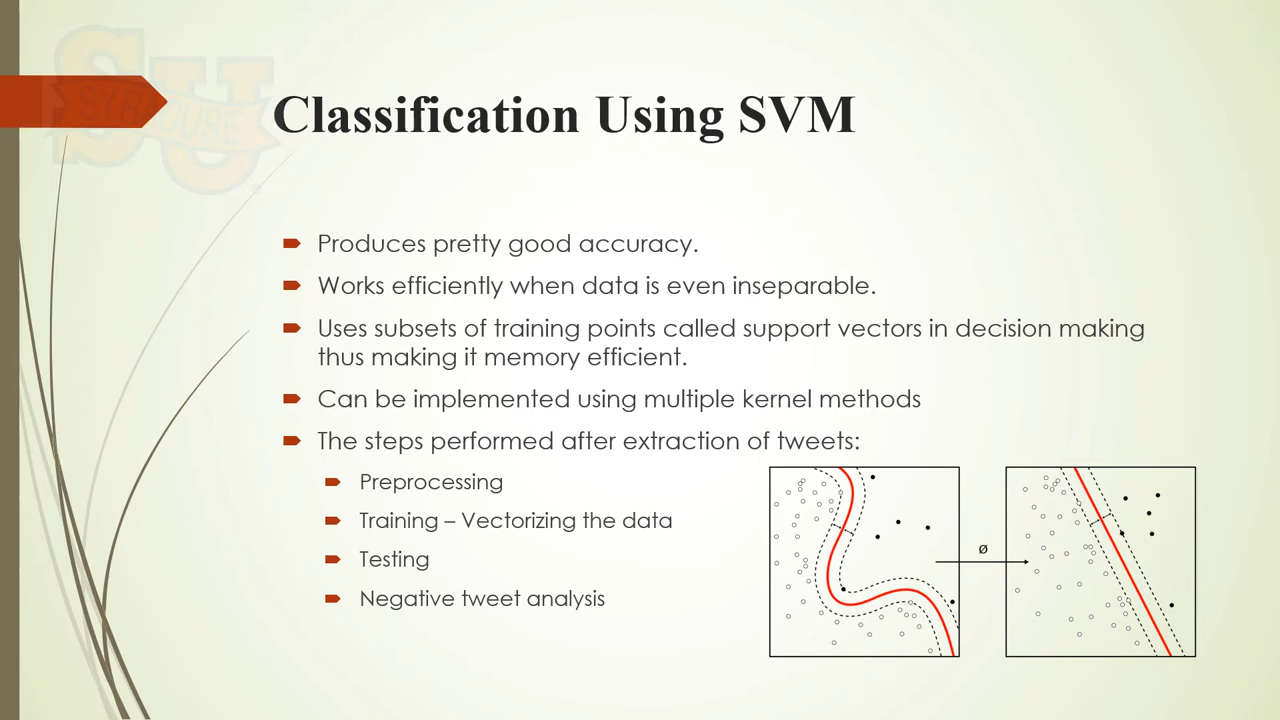 SYRACUSE
SU
Classification Using SVM
Produces pretty good accuracy.
Works efficiently when data is even inseparable.
Uses subsets of training points called support vectors in decision making
thus making it memory efficient.
Can be implemented using multiple kernel methods
The steps performed after extraction of tweets:
Preprocessing
Training – Vectorizing the data
Testing
Negative tweet analysis
ø